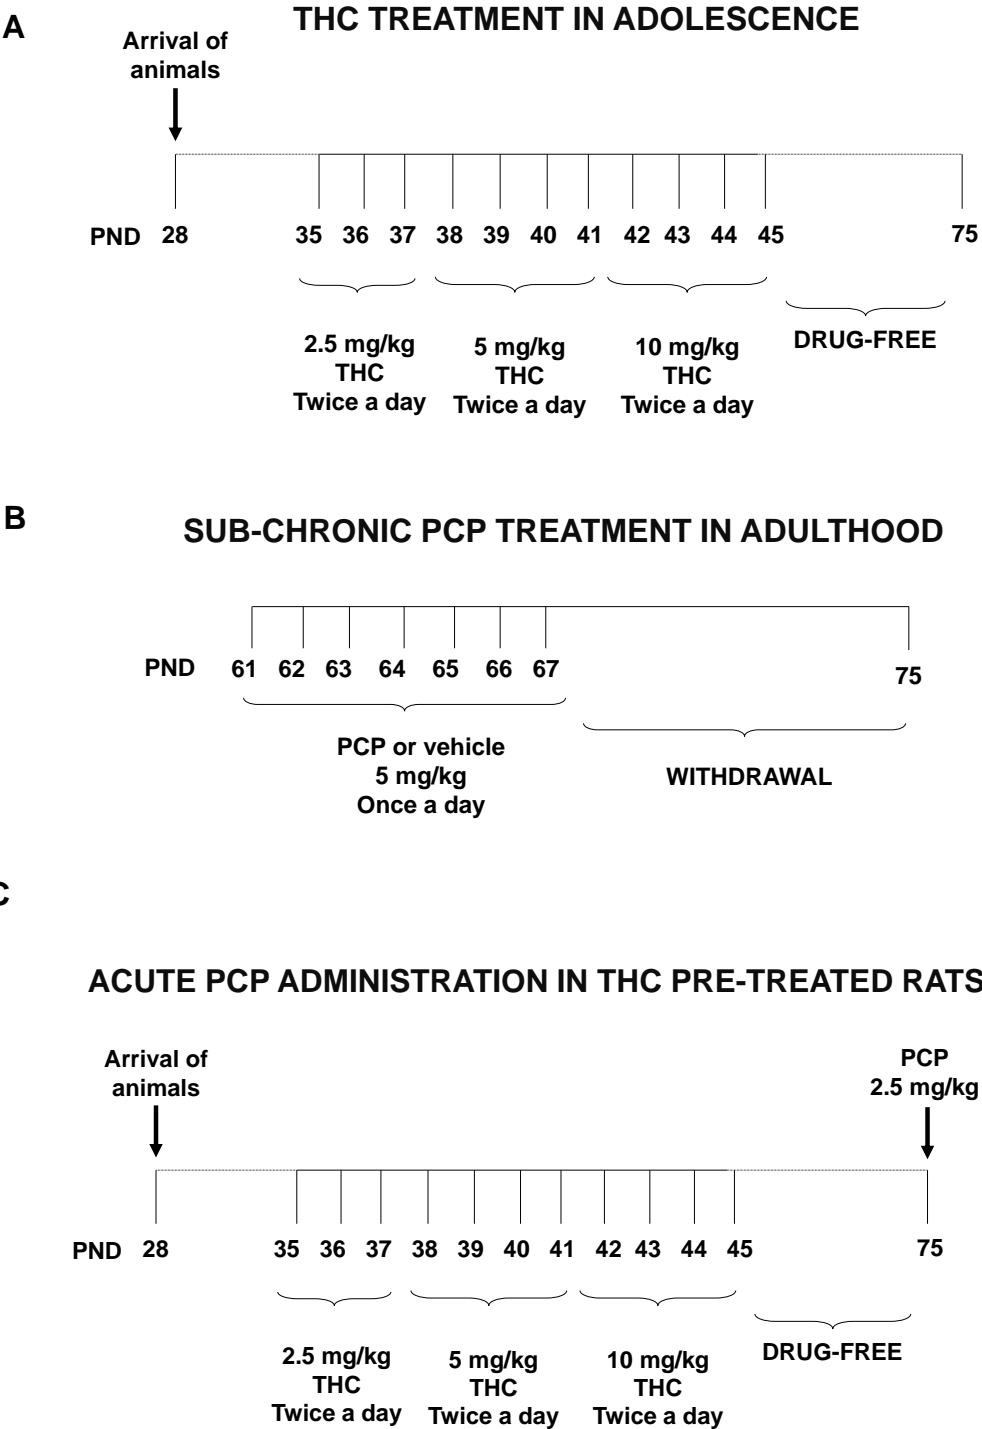 A
THC TREATMENT IN ADOLESCENCE
Arrival of
animals
PND 28 35 36 37 38 39 40 41 42 43 44 45 75
2.5 mg/kg
THC
Twice a day
5 mg/kg
THC
Twice a day
10 mg/kg
THC
Twice a day
DRUG-FREE
B
SUB-CHRONIC PCP TREATMENT IN ADULTHOOD
PND 61 62 63 64 65 66 67 75
PCP or vehicle
5 mg/kg
Once a day
WITHDRAWAL
C
ACUTE PCP ADMINISTRATION IN THC PRE-TREATED RATS
Arrival of
animals
PCP
2.5 mg/kg
PND 28 35 36 37 38 39 40 41 42 43 44 45 75
2.5 mg/kg
THC
Twice a day
5 mg/kg
THC
Twice a day
10 mg/kg
THC
Twice a day
DRUG-FREE